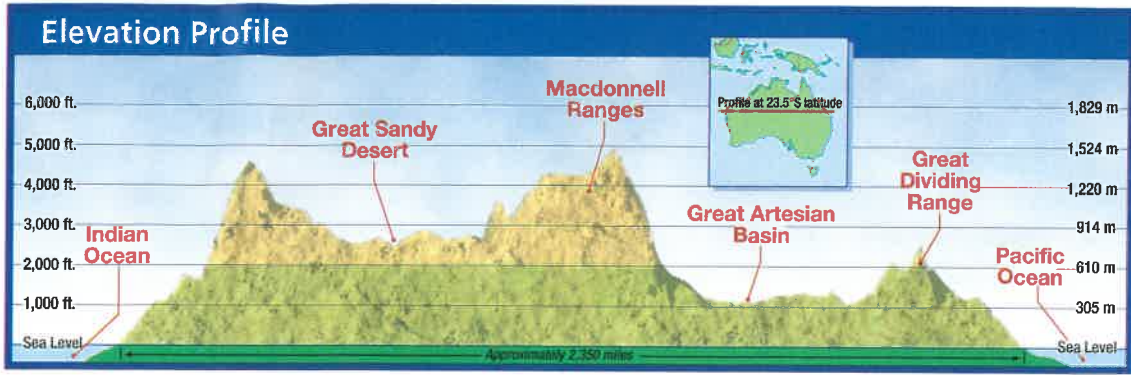 Elevation Profile
6,000 ft.
5,000 ft.
4,000 ft.
3,000 ft.
2,000 ft.
1,000 ft.
Sea Level
Indian
Ocean
Great Sandy
Desert
Macdonnell
Ranges
Profile at 23.5°S latitude
Great Artesian
Basin
Great
Dividing
Range
Pacific
Ocean
1,829 m
1,524 m
1,220 m
914 m
610 m
305 m
Sea Level
Approximately 2,350 miles